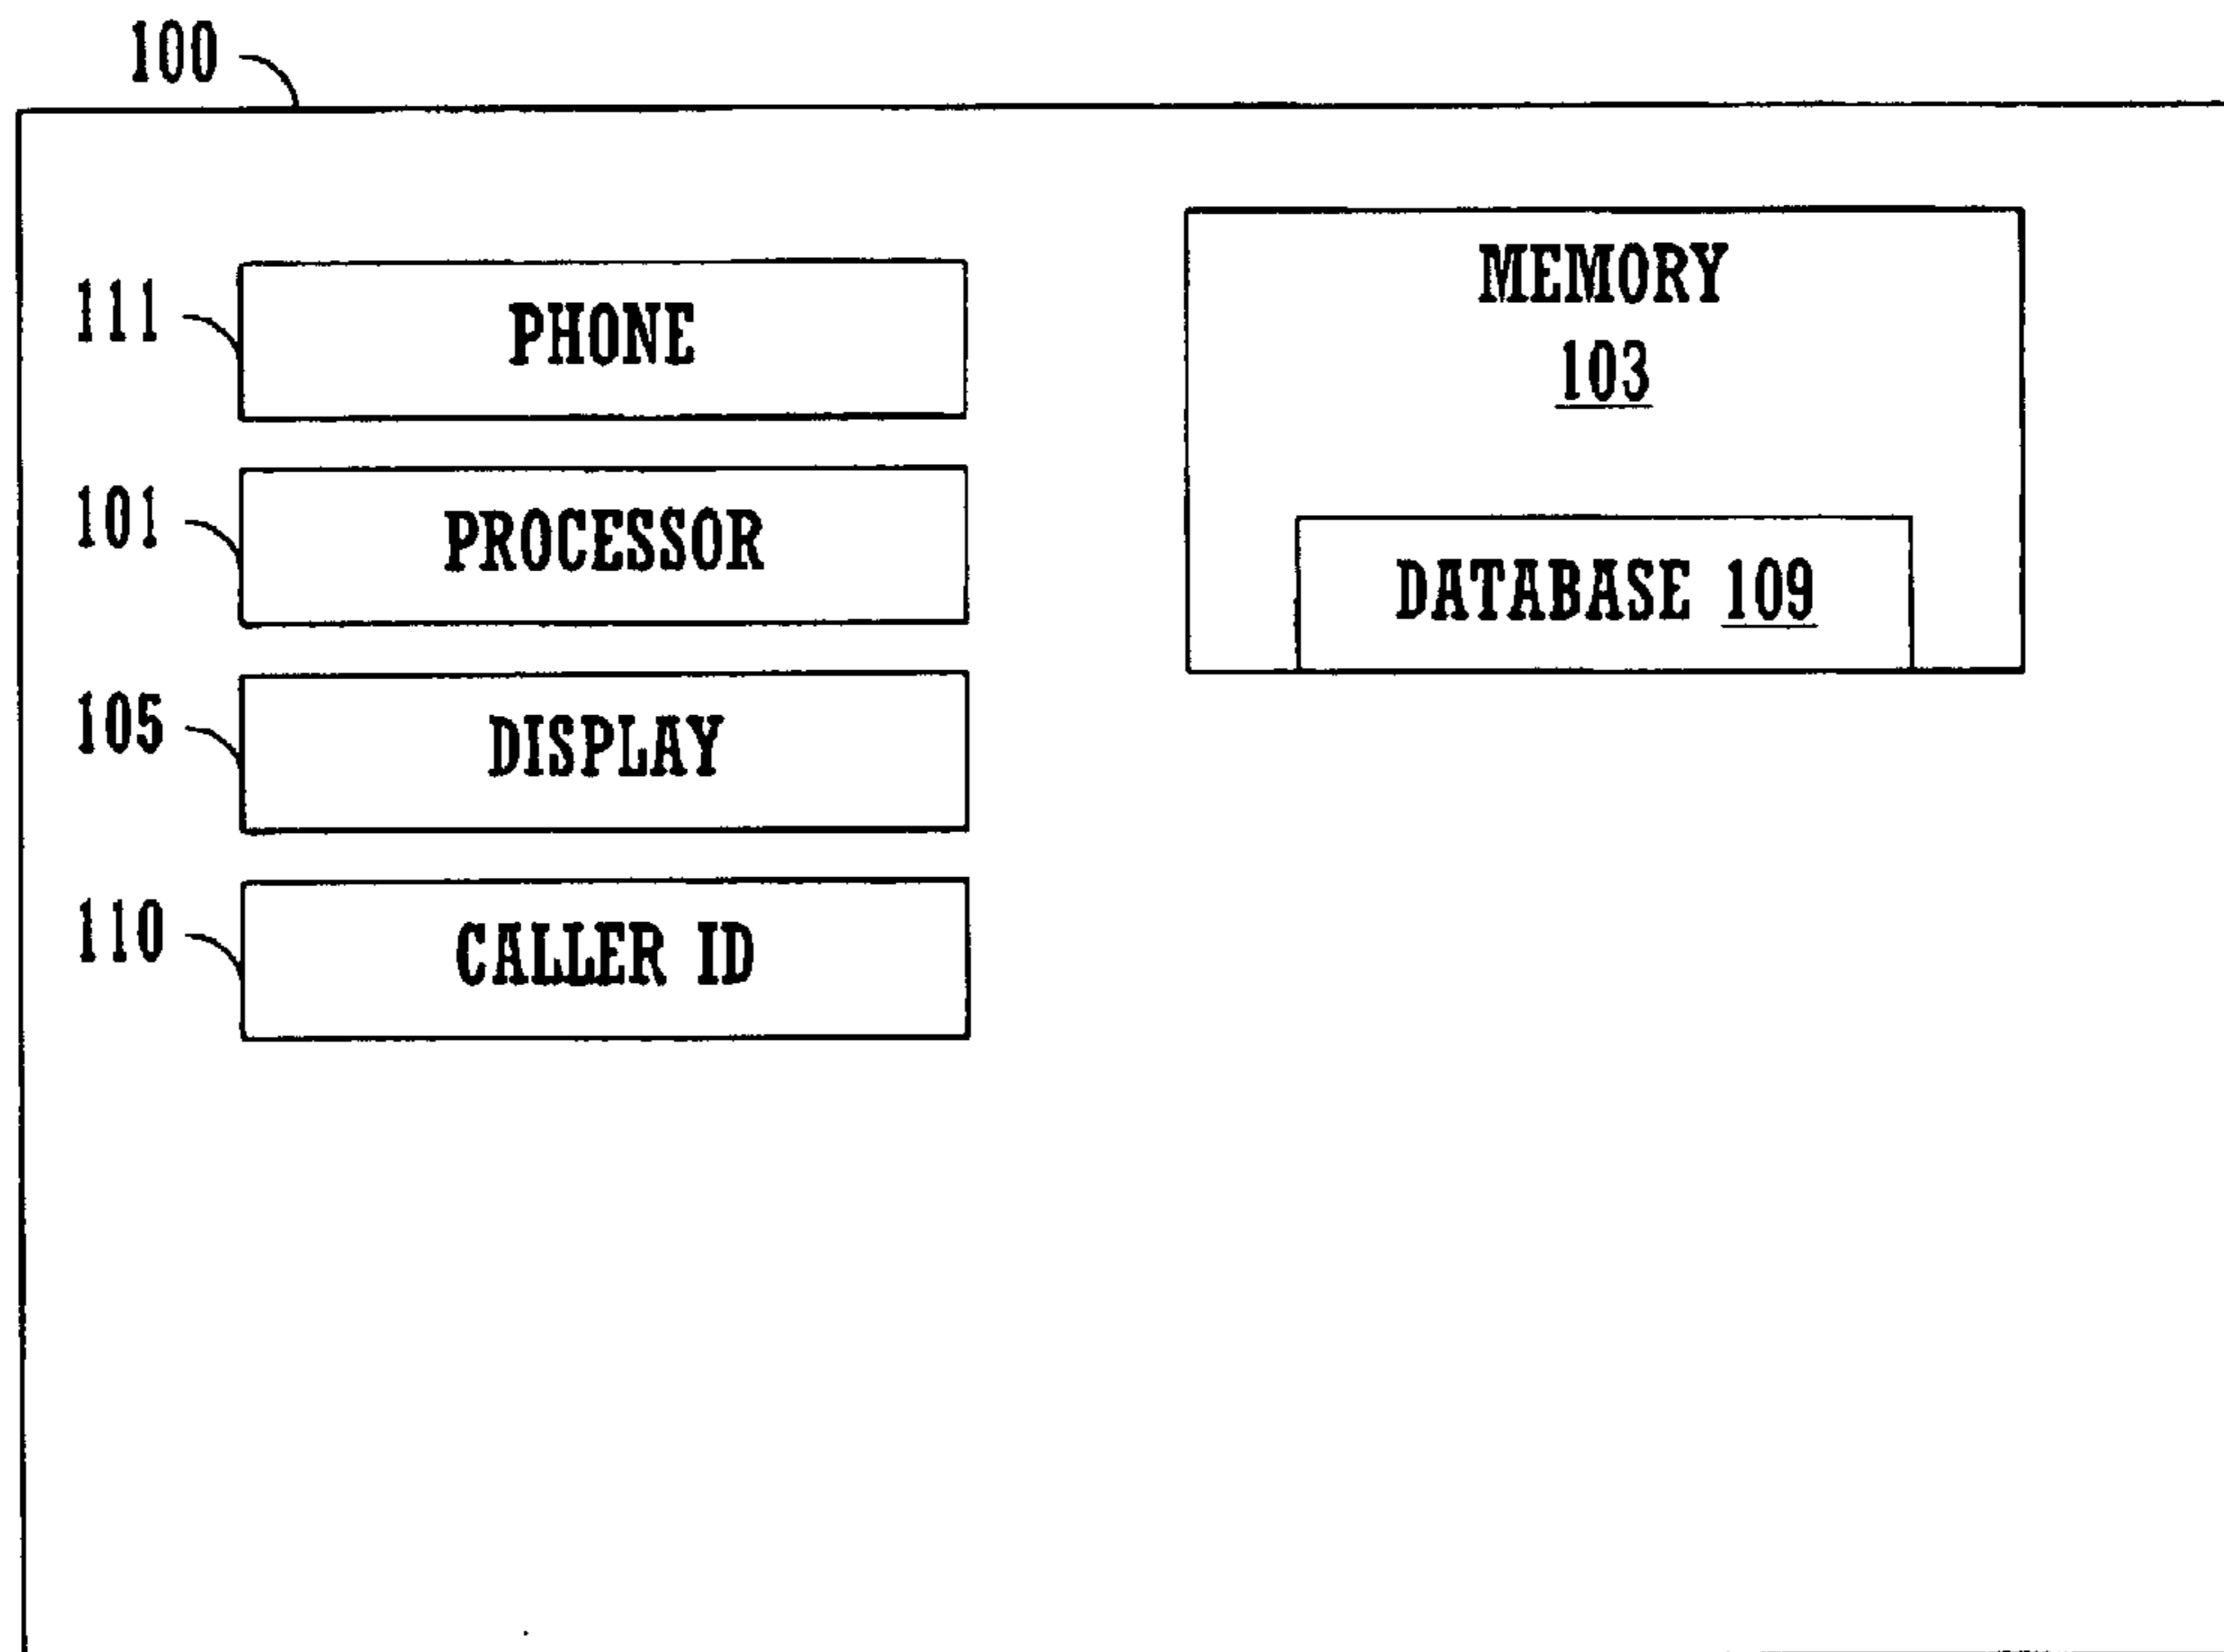 100
111
PHONE
101
PROCESSOR
105
DISPLAY
110
CALLER ID
MEMORY
103
DATABASE 109